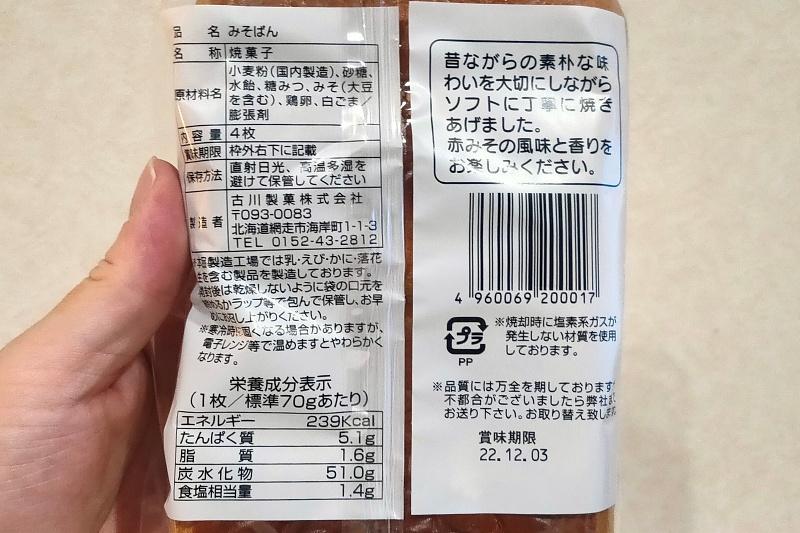 品 名 みそぱん
名 称 焼菓子
原材料名 小麦粉(国内製造)、砂糖、
水飴、糖みつ、みそ(大豆
を含む)、鶏卵、白ごま/
膨張剤
内容量 4枚
賞味期限 枠外右下に記載
保存方法 直射日光、高温多湿を
避けて保管してください
製造者 古川製菓株式会社
〒093-0083
北海道網走市海岸町1-1-3
TEL 0152-43-2812
製造工場では乳・えび・かに・落花
生を含む製品を製造しております。
開封後は乾燥しないように袋の口元を
ラップ等で包んで保管し、お早
めにお召し上がりください。
※寒冷時固くなる場合がありますが、
電子レンジ等で温めますとやわらかく
なります。
栄養成分表示
(1枚/標準70gあたり)
エネルギー 239Kcal
たんぱく質 5.1g
脂質 1.6g
炭水化物 51.0g
食塩相当量 1.4g
昔ながらの素朴な味
わいを大切にしながら
ソフトに丁寧に焼き
あげました。
赤みその風味と香りを
お楽しみください。
4 960069 200017
プラ
PP
※焼却時に塩素系ガスが
発生しない材質を使用
しております。
※品質には万全を期しております
不都合がございましたら弊社
お送り下さい。お取り替え致し
賞味期限
22.12.03